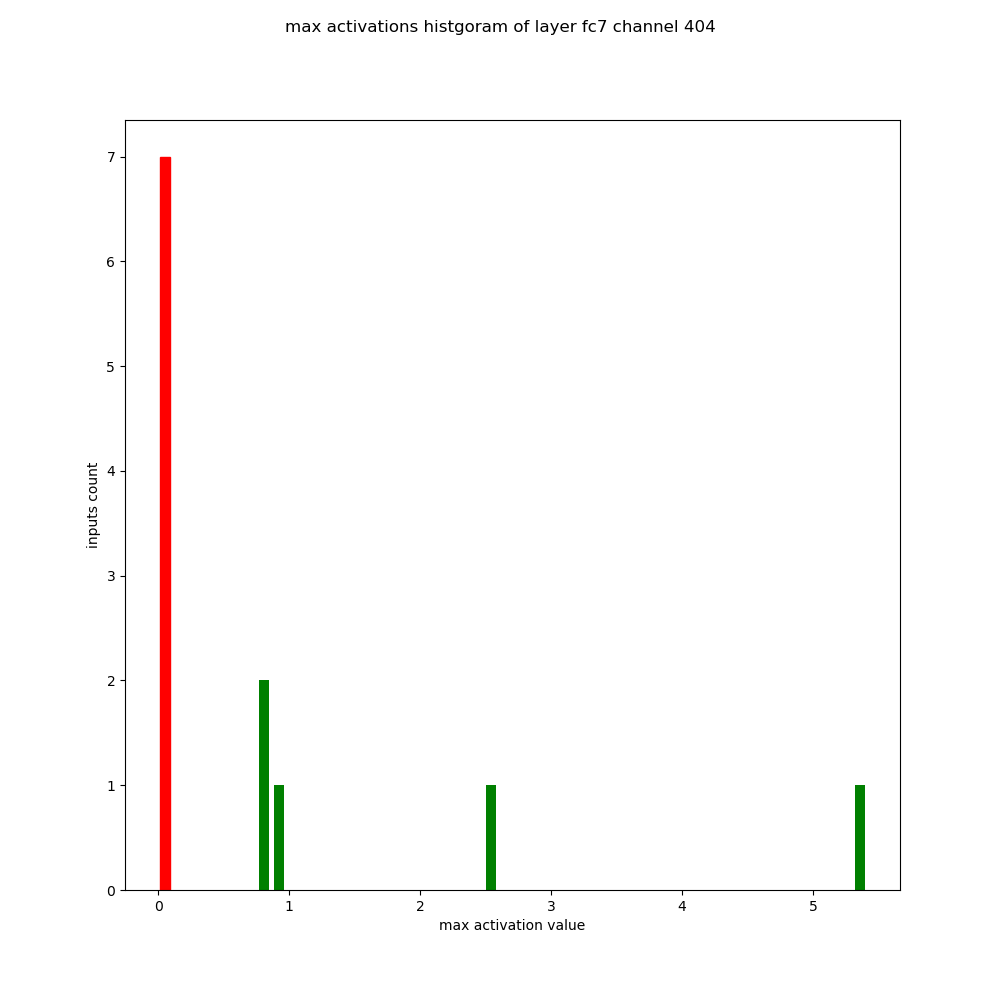 max activations histgoram of layer fc7 channel 404
7
6
5
4
3
2
1
0
inputs count
0 1 2 3 4 5
max activation value